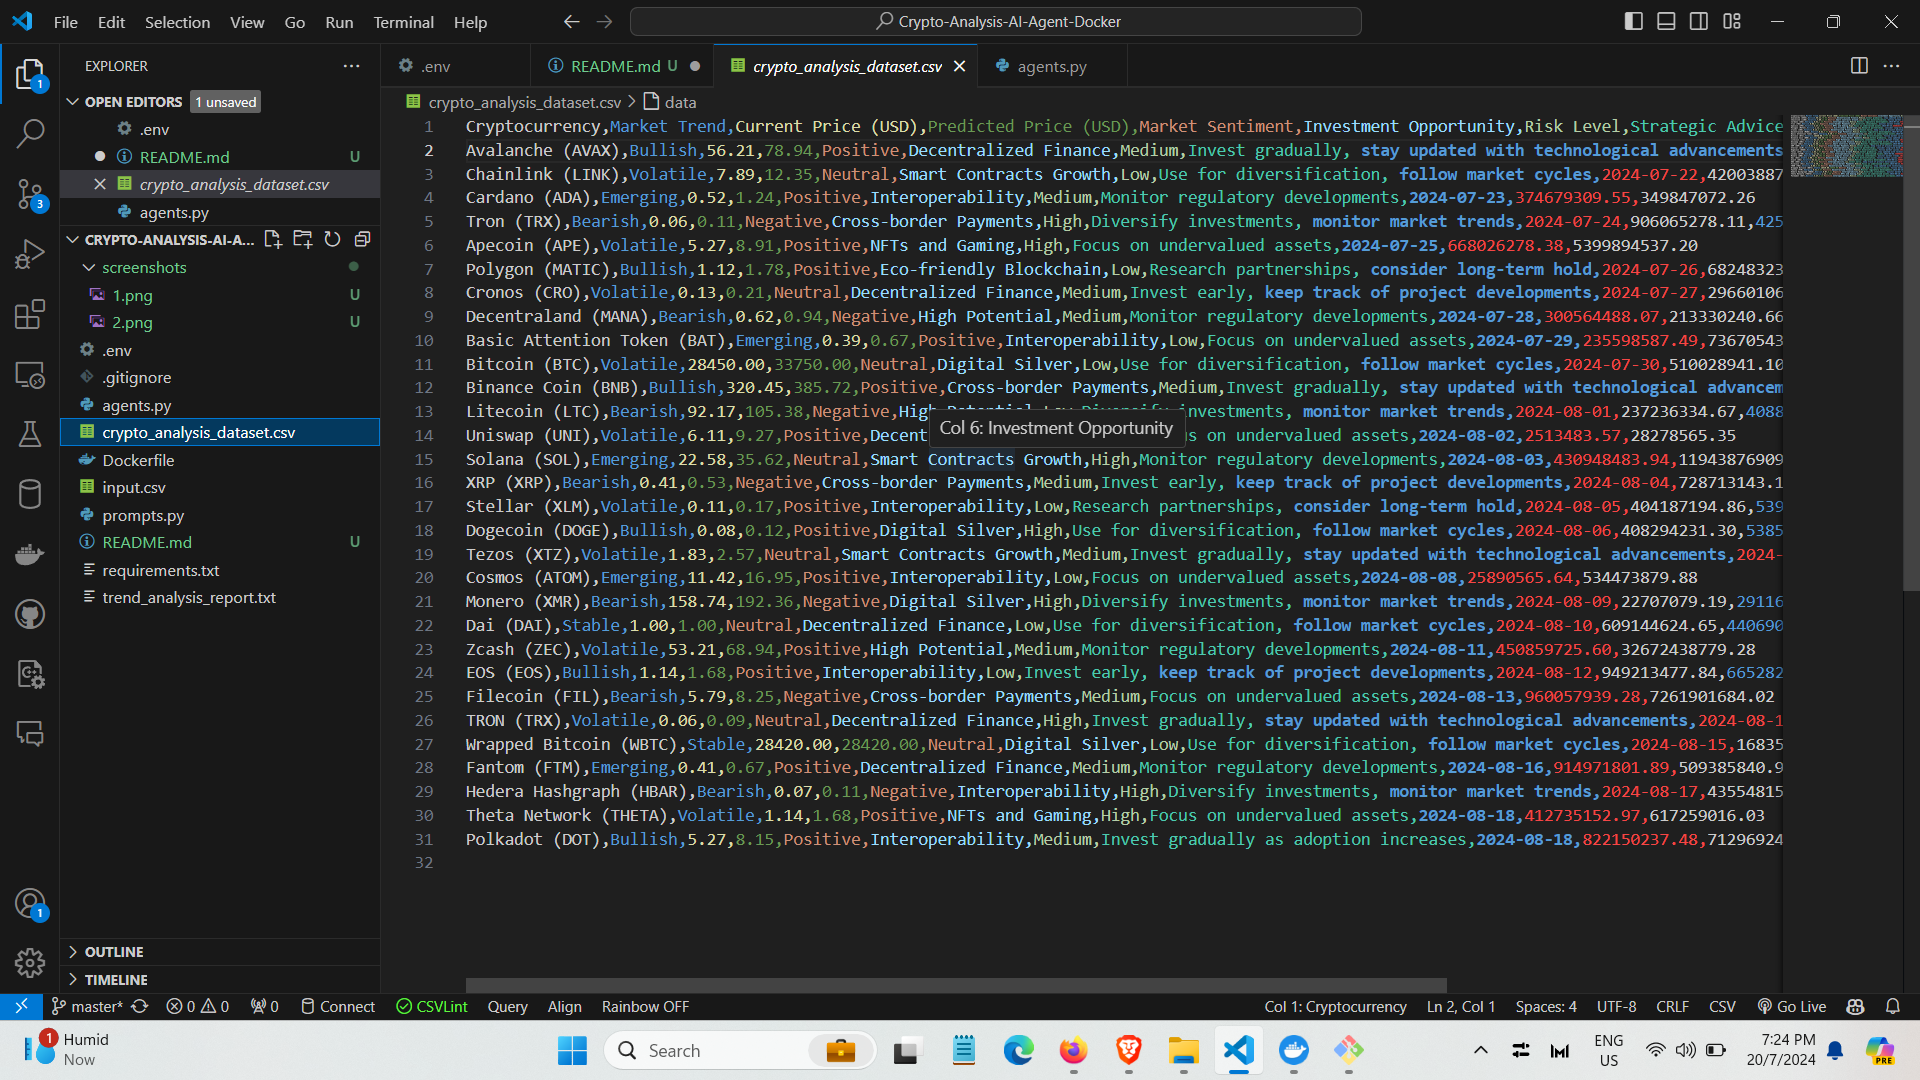 File Edit Selection View Go Run Terminal Help
Crypto-Analysis-AI-Agent-Docker
EXPLORER
OPEN EDITORS 1 unsaved
.env
README.md U
crypto_analysis_dataset.csv
agents.py
CRYPTO-ANALYSIS-AI-A...
screenshots
1.png U
2.png U
.env
.gitignore
agents.py
crypto_analysis_dataset.csv
Dockerfile
input.csv
prompts.py
README.md U
requirements.txt
trend_analysis_report.txt
OUTLINE
TIMELINE
1
3
1
.env
README.md U
crypto_analysis_dataset.csv
agents.py
crypto_analysis_dataset.csv > data
1 Cryptocurrency,Market Trend,Current Price (USD),Predicted Price (USD),Market Sentiment,Investment Opportunity,Risk Level,Strategic Advice
2 Avalanche (AVAX),Bullish,56.21,78.94,Positive,Decentralized Finance,Medium,Invest gradually, stay updated with technological advancements
3 Chainlink (LINK),Volatile,7.89,12.35,Neutral,Smart Contracts Growth,Low,Use for diversification, follow market cycles,2024-07-22,42003887
4 Cardano (ADA),Emerging,0.52,1.24,Positive,Interoperability,Medium,Monitor regulatory developments,2024-07-23,374679309.55,349847072.26
5 Tron (TRX),Bearish,0.06,0.11,Negative,Cross-border Payments,High,Diversify investments, monitor market trends,2024-07-24,906065278.11,425
6 Apecoin (APE),Volatile,5.27,8.91,Positive,NFTs and Gaming,High,Focus on undervalued assets,2024-07-25,668026278.38,5399894537.20
7 Polygon (MATIC),Bullish,1.12,1.78,Positive,Eco-friendly Blockchain,Low,Research partnerships, consider long-term hold,2024-07-26,68248323
8 Cronos (CRO),Volatile,0.13,0.21,Neutral,Decentralized Finance,Medium,Invest early, keep track of project developments,2024-07-27,29660106
9 Decentraland (MANA),Bearish,0.62,0.94,Negative,High Potential,Medium,Monitor regulatory developments,2024-07-28,300564488.07,213330240.66
10 Basic Attention Token (BAT),Emerging,0.39,0.67,Positive,Interoperability,Low,Focus on undervalued assets,2024-07-29,235598587.49,73670543
11 Bitcoin (BTC),Volatile,28450.00,33750.00,Neutral,Digital Silver,Low,Use for diversification, follow market cycles,2024-07-30,510028941.10
12 Binance Coin (BNB),Bullish,320.45,385.72,Positive,Cross-border Payments,Medium,Invest gradually, stay updated with technological advancem
13 Litecoin (LTC),Bearish,92.17,105.38,Negative,High investments, monitor market trends,2024-08-01,237236334.67,4088
Col 6: Investment Opportunity
14 Uniswap (UNI),Volatile,6.11,9.27,Positive,Decent s on undervalued assets,2024-08-02,2513483.57,28278565.35
15 Solana (SOL),Emerging,22.58,35.62,Neutral,Smart Contracts Growth,High,Monitor regulatory developments,2024-08-03,430948483.94,11943876909
16 XRP (XRP),Bearish,0.41,0.53,Negative,Cross-border Payments,Medium,Invest early, keep track of project developments,2024-08-04,728713143.1
17 Stellar (XLM),Volatile,0.11,0.17,Positive,Interoperability,Low,Research partnerships, consider long-term hold,2024-08-05,404187194.86,539
18 Dogecoin (DOGE),Bullish,0.08,0.12,Positive,Digital Silver,High,Use for diversification, follow market cycles,2024-08-06,408294231.30,5385
19 Tezos (XTZ),Volatile,1.83,2.57,Neutral,Smart Contracts Growth,Medium,Invest gradually, stay updated with technological advancements,2024-
20 Cosmos (ATOM),Emerging,11.42,16.95,Positive,Interoperability,Low,Focus on undervalued assets,2024-08-08,25890565.64,534473879.88
21 Monero (XMR),Bearish,158.74,192.36,Negative,Digital Silver,High,Diversify investments, monitor market trends,2024-08-09,22707079.19,29116
22 Dai (DAI),Stable,1.00,1.00,Neutral,Decentralized Finance,Low,Use for diversification, follow market cycles,2024-08-10,609144624.65,440690
23 Zcash (ZEC),Volatile,53.21,68.94,Positive,High Potential,Medium,Monitor regulatory developments,2024-08-11,450859725.60,32672438779.28
24 EOS (EOS),Bullish,1.14,1.68,Positive,Interoperability,Low,Invest early, keep track of project developments,2024-08-12,949213477.84,665282
25 Filecoin (FIL),Bearish,5.79,8.25,Negative,Cross-border Payments,Medium,Focus on undervalued assets,2024-08-13,960057939.28,7261901684.02
26 TRON (TRX),Volatile,0.06,0.09,Neutral,Decentralized Finance,High,Invest gradually, stay updated with technological advancements,2024-08-1
27 Wrapped Bitcoin (WBTC),Stable,28420.00,28420.00,Neutral,Digital Silver,Low,Use for diversification, follow market cycles,2024-08-15,16835
28 Fantom (FTM),Emerging,0.41,0.67,Positive,Decentralized Finance,Medium,Monitor regulatory developments,2024-08-16,914971801.89,509385840.9
29 Hedera Hashgraph (HBAR),Bearish,0.07,0.11,Negative,Interoperability,High,Diversify investments, monitor market trends,2024-08-17,43554815
30 Theta Network (THETA),Volatile,1.14,1.68,Positive,NFTs and Gaming,High,Focus on undervalued assets,2024-08-18,412735152.97,617259016.03
31 Polkadot (DOT),Bullish,5.27,8.15,Positive,Interoperability,Medium,Invest gradually as adoption increases,2024-08-18,822150237.48,71296924
32
master* 0 0 0 Connect CSVLint Query Align Rainbow OFF
Col 1: Cryptocurrency Ln 2, Col 1 Spaces: 4 UTF-8 CRLF CSV Go Live
1 Humid
Now
Search
ENG
US
7:24 PM
20/7/2024
PRE